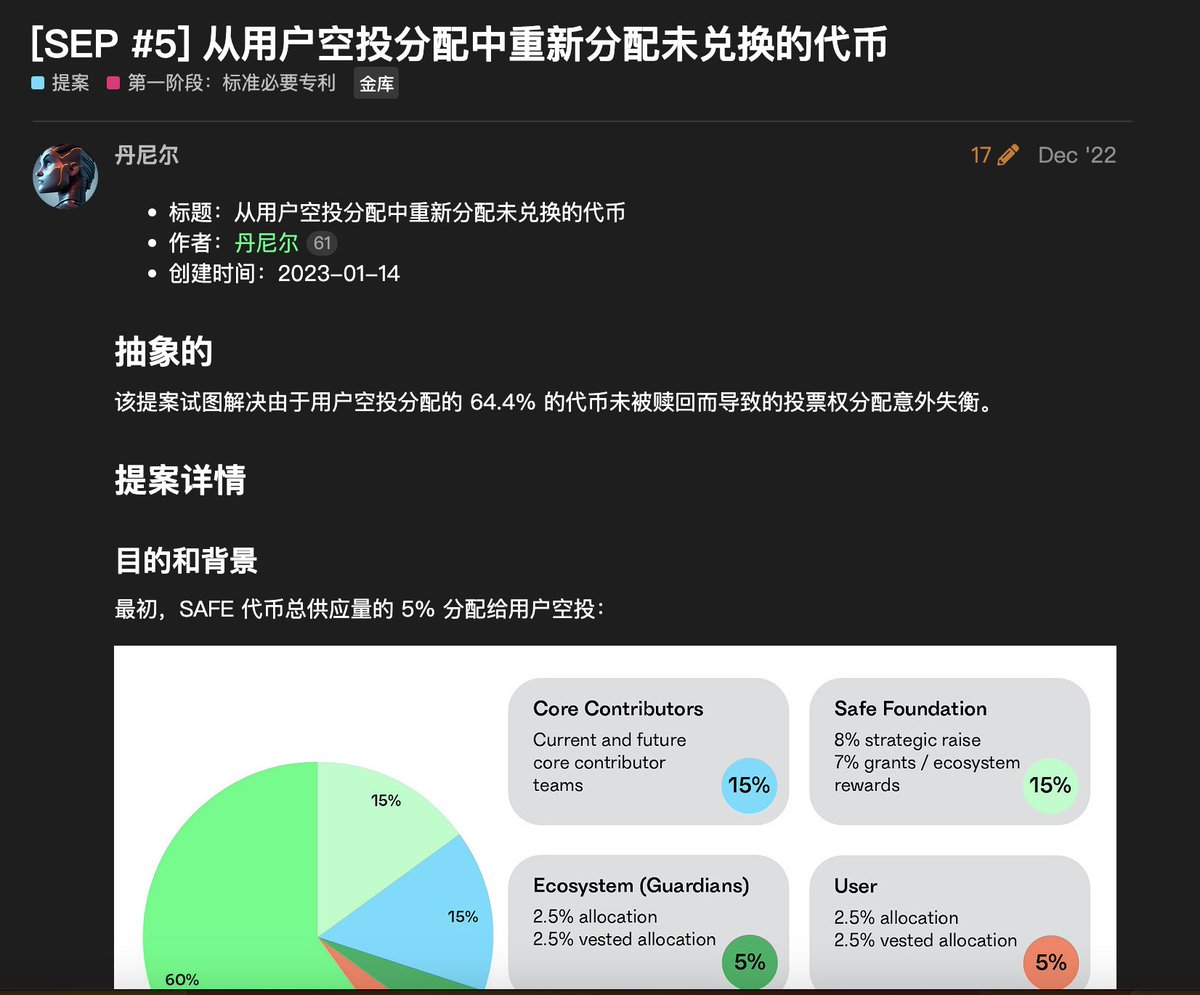 [SEP #5] 从用户空投分配中重新分配未兑换的代币
提案 第一阶段：标准必要专利 金库
丹尼尔 17 Dec '22
• 标题：从用户空投分配中重新分配未兑换的代币
• 作者：丹尼尔 61
• 创建时间：2023-01-14
抽象的
该提案试图解决由于用户空投分配的 64.4% 的代币未被赎回而导致的投票权分配意外失衡。
提案详情
目的和背景
最初，SAFE 代币总供应量的 5% 分配给用户空投：
Core Contributors
Current and future
core contributor
teams
15%
Safe Foundation
8% strategic raise
7% grants / ecosystem
rewards
15%
15%
15%
60%
Ecosystem (Guardians)
2.5% allocation
2.5% vested allocation
5%
User
2.5% allocation
2.5% vested allocation
5%